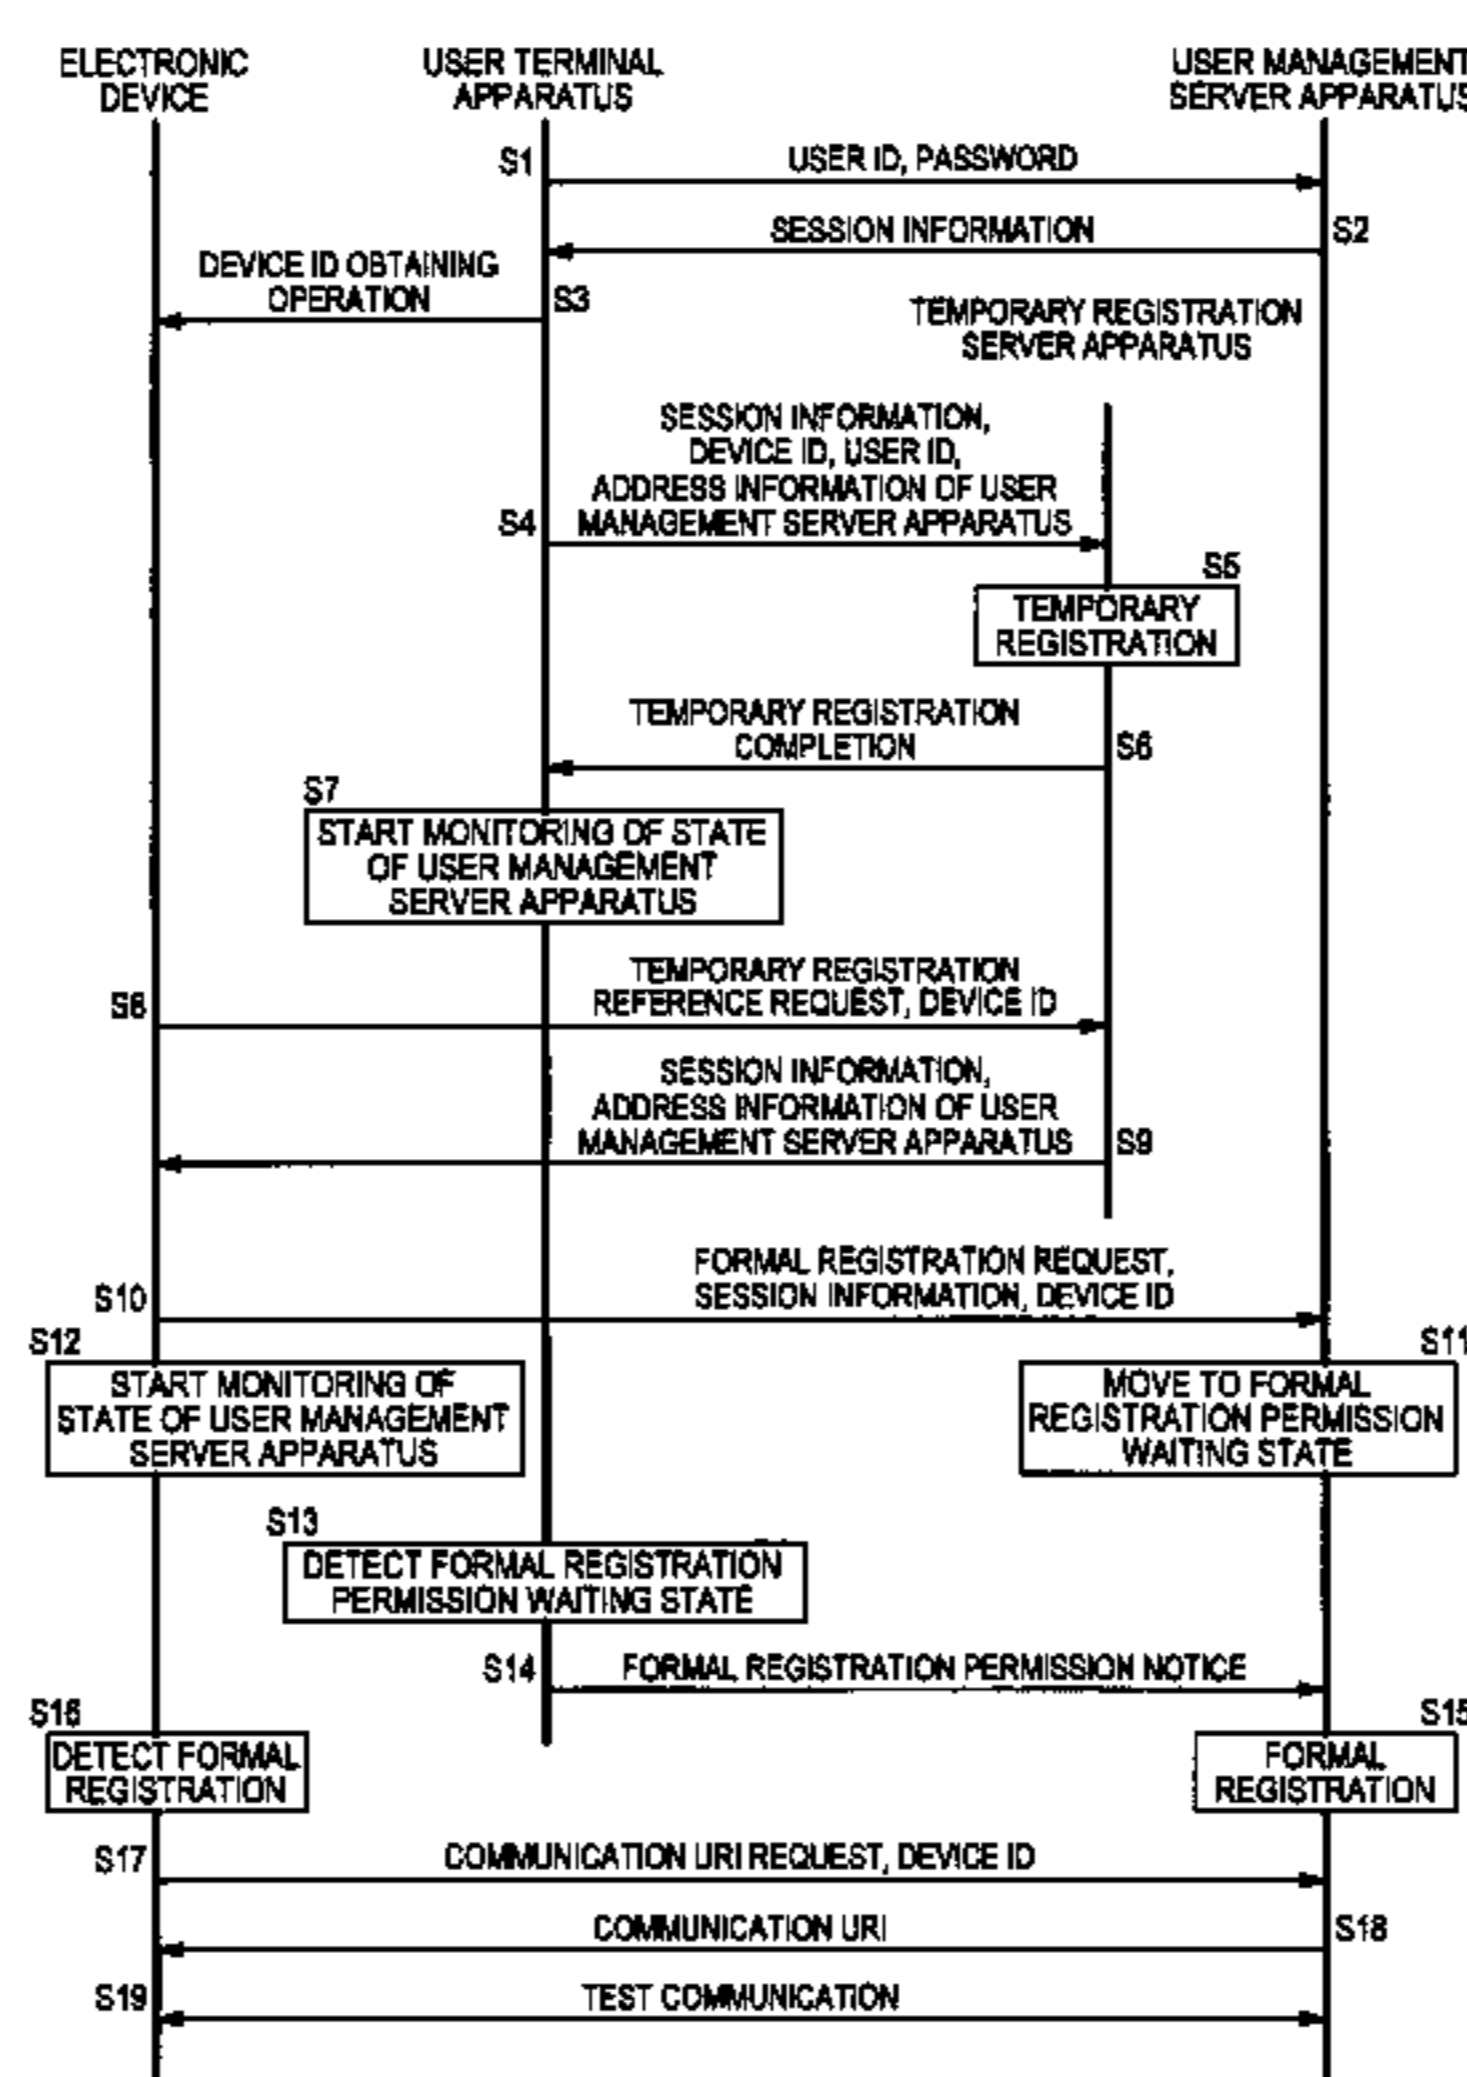 ELECTRONIC
DEVICE
USER TERMINAL
APPARATUS
USER MANAGEMENT
SERVER APPARATUS
S1
USER ID, PASSWORD
SESSION INFORMATION
S2
DEVICE ID OBTAINING
OPERATION
S3
TEMPORARY REGISTRATION
SERVER APPARATUS
SESSION INFORMATION,
DEVICE ID, USER ID,
ADDRESS INFORMATION OF USER
MANAGEMENT SERVER APPARATUS
S4
S5
TEMPORARY
REGISTRATION
TEMPORARY REGISTRATION
COMPLETION
S6
S7
START MONITORING OF STATE
OF USER MANAGEMENT
SERVER APPARATUS
TEMPORARY REGISTRATION
REFERENCE REQUEST, DEVICE ID
S8
SESSION INFORMATION,
ADDRESS INFORMATION OF USER
MANAGEMENT SERVER APPARATUS
S9
FORMAL REGISTRATION REQUEST,
SESSION INFORMATION, DEVICE ID
S10
S12
START MONITORING OF
STATE OF USER MANAGEMENT
SERVER APPARATUS
S11
MOVE TO FORMAL
REGISTRATION PERMISSION
WAITING STATE
S13
DETECT FORMAL REGISTRATION
PERMISSION WAITING STATE
S14
FORMAL REGISTRATION PERMISSION NOTICE
S16
DETECT FORMAL
REGISTRATION
S15
FORMAL
REGISTRATION
S17
COMMUNICATION URI REQUEST, DEVICE ID
COMMUNICATION URI
S18
S19
TEST COMMUNICATION